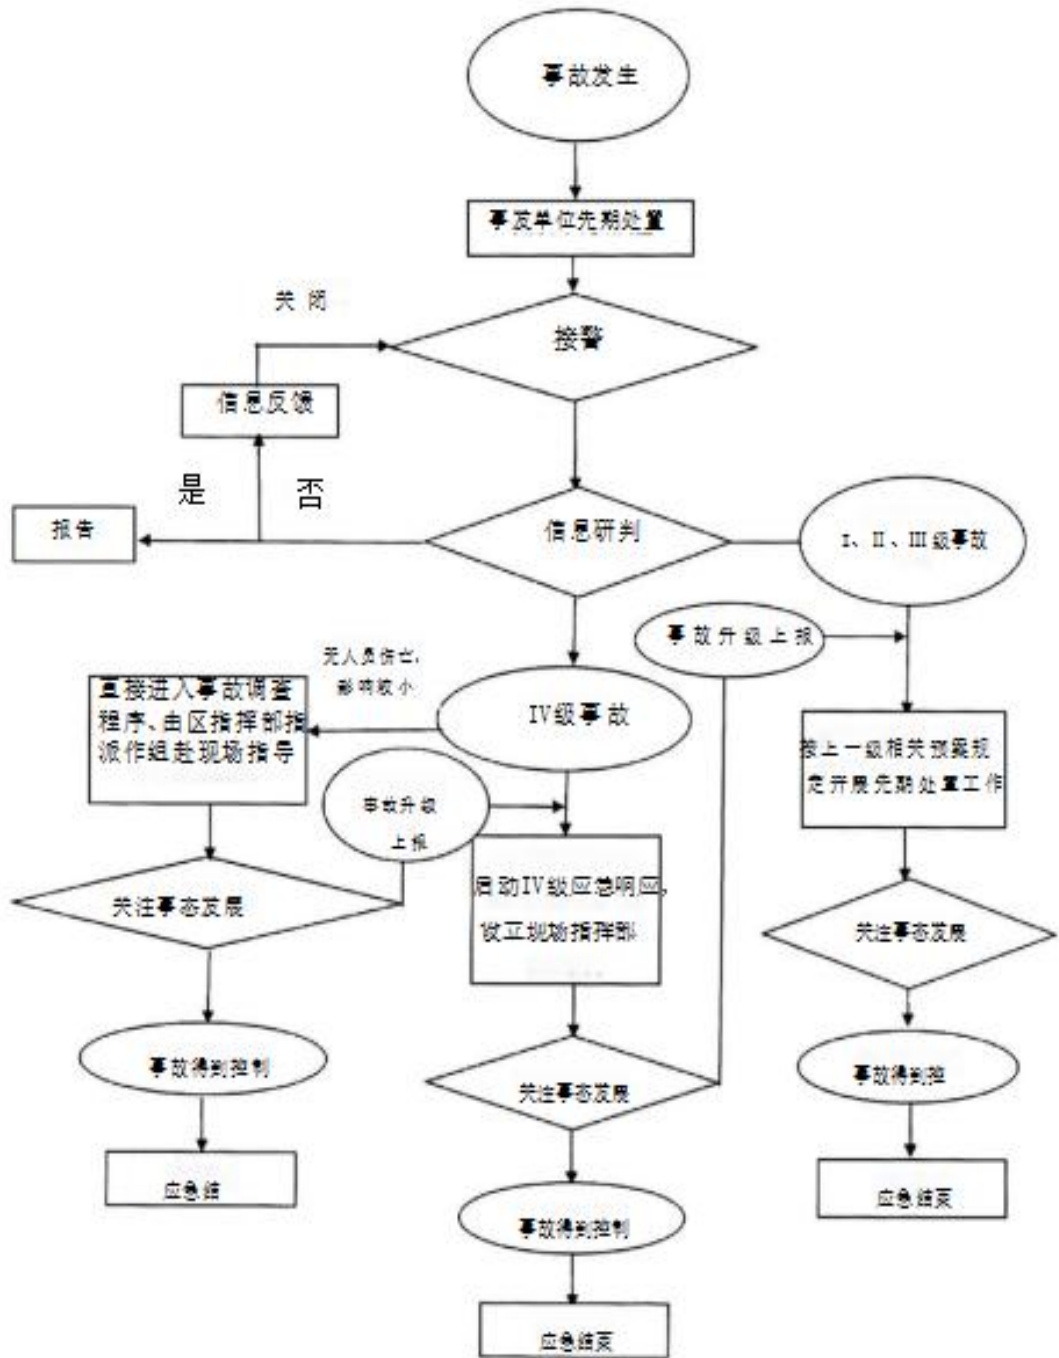 事故发生
事发单位先期处置
关闭
接警
信息反馈
是
否
报告
信息研判
I、II、III级事故
事故升级上报
无人员伤亡,
影响较小
IV级事故
直接进入事故调查
程序、由区指挥部指
派作组赴现场指导
按上一级相关预案规
定开展先期处置工作
事故升级
上报
启动IV级应急响应,
设立现场指挥部
关注事态发展
关注事态发展
关注事态发展
事故得到控制
事故得到控
应急结
应急结束
事故得到控制
应急结束